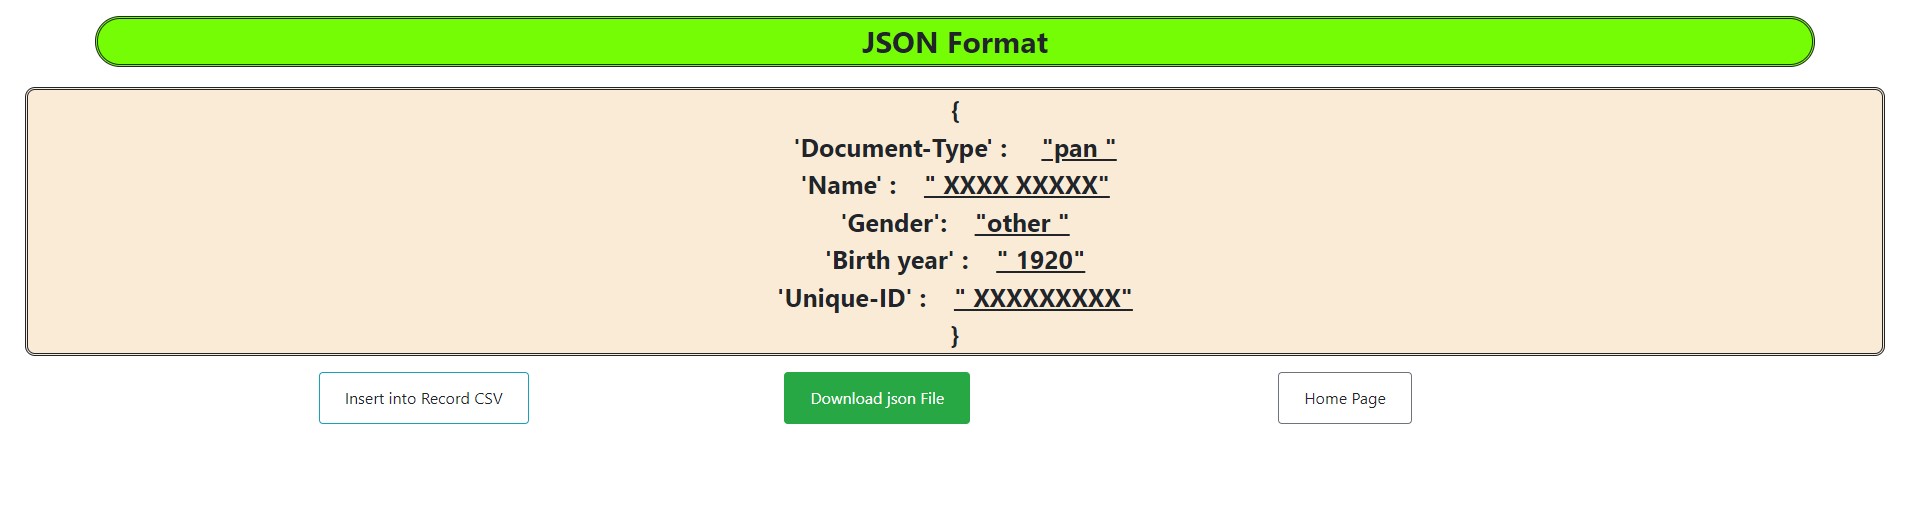 JSON Format
{
'Document-Type' : "pan "
'Name' : " XXXX XXXXX"
'Gender': "other "
'Birth year' : " 1920"
'Unique-ID' : " XXXXXXXXX"
}
Insert into Record CSV
Download json File
Home Page